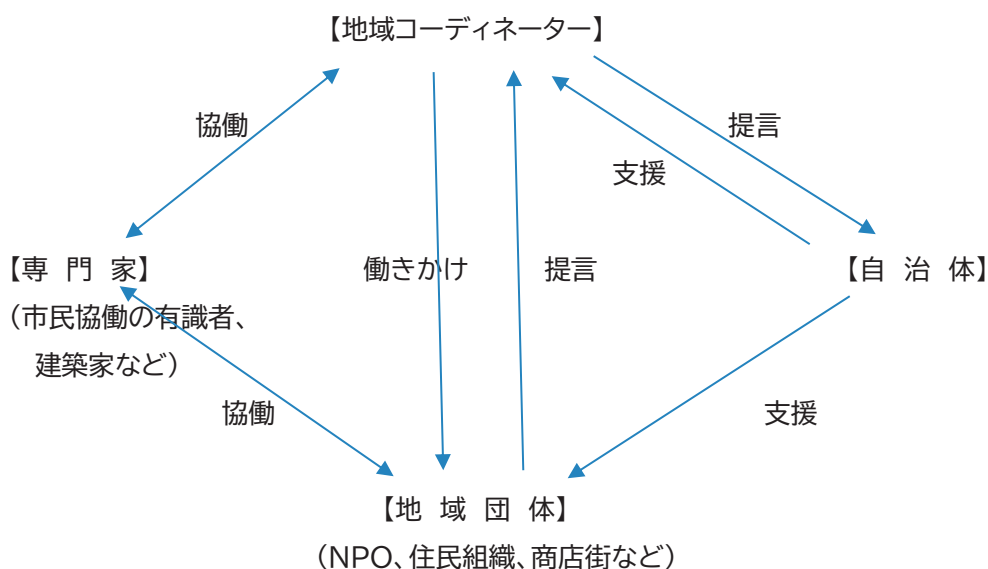 【地域コーディネーター】
協働
提言
支援
【専 門 家】
(市民協働の有識者、
建築家など)
働きかけ
提言
【自 治 体】
協働
支援
【地 域 団 体】
(NPO、住民組織、商店街など)